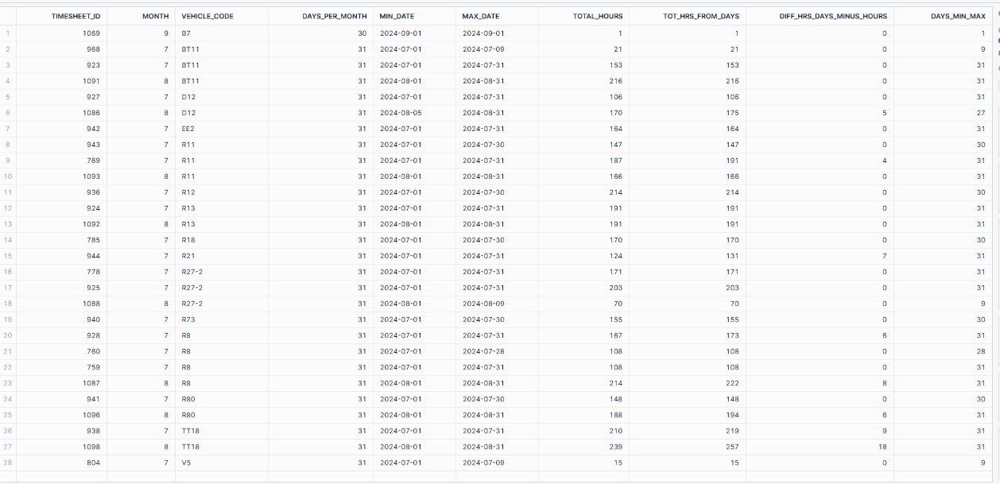 TIMESHEET_ID MONTH VEHICLE_CODE DAYS_PER_MONTH MIN_DATE MAX_DATE TOTAL_HOURS TOT_HRS_FROM_DAYS DIFF_HRS_DAYS_MINUS_HOURS DAYS_MIN_MAX
1 1069 9 B7 30 2024-09-01 2024-09-01 1 1 0 1
2 968 7 BT11 31 2024-07-01 2024-07-09 21 21 0 9
3 923 7 BT11 31 2024-07-01 2024-07-31 153 153 0 31
4 1091 8 BT11 31 2024-08-01 2024-08-31 216 216 0 31
5 927 7 D12 31 2024-07-01 2024-07-31 106 106 0 31
6 1086 8 D12 31 2024-08-05 2024-08-31 170 175 5 27
7 942 7 EE2 31 2024-07-01 2024-07-31 164 164 0 31
8 943 7 R11 31 2024-07-01 2024-07-30 147 147 0 30
9 769 7 R11 31 2024-07-01 2024-07-31 187 191 4 31
10 1093 8 R11 31 2024-08-01 2024-08-31 166 166 0 31
11 936 7 R12 31 2024-07-01 2024-07-30 214 214 0 30
12 924 7 R13 31 2024-07-01 2024-07-31 191 191 0 31
13 1092 8 R13 31 2024-08-01 2024-08-31 191 191 0 31
14 785 7 R18 31 2024-07-01 2024-07-30 170 170 0 30
15 944 7 R21 31 2024-07-01 2024-07-31 124 131 7 31
16 778 7 R27-2 31 2024-07-01 2024-07-31 171 171 0 31
17 925 7 R27-2 31 2024-07-01 2024-07-31 203 203 0 31
18 1088 8 R27-2 31 2024-08-01 2024-08-09 70 70 0 9
19 940 7 R73 31 2024-07-01 2024-07-30 155 155 0 30
20 928 7 R8 31 2024-07-01 2024-07-31 167 173 6 31
21 760 7 R8 31 2024-07-01 2024-07-28 108 108 0 28
22 759 7 R8 31 2024-07-01 2024-07-31 108 108 0 31
23 1087 8 R8 31 2024-08-01 2024-08-31 214 222 8 31
24 941 7 R80 31 2024-07-01 2024-07-30 148 148 0 30
25 1096 8 R80 31 2024-08-01 2024-08-31 188 194 6 31
26 938 7 TT18 31 2024-07-01 2024-07-31 210 219 9 31
27 1098 8 TT18 31 2024-08-01 2024-08-31 239 257 18 31
28 804 7 V5 31 2024-07-01 2024-07-09 15 15 0 9